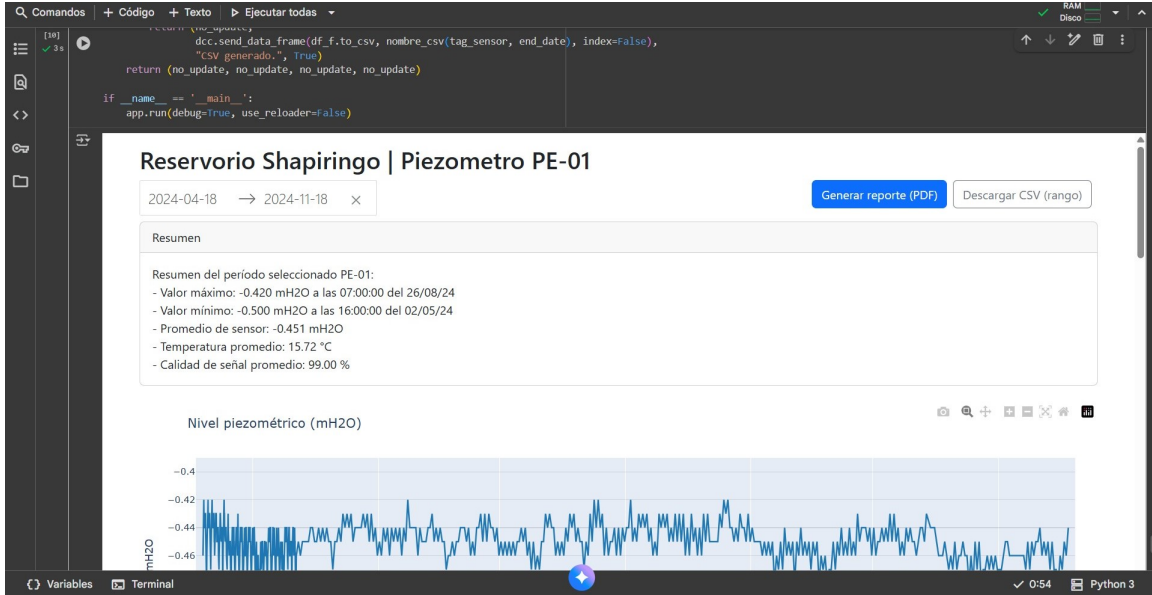 Comandos + Código + Texto Ejecutar todas
RAM
Disco
[10]
3 s
return (no_update,
dcc.send_data_frame(df_f.to_csv, nombre_csv(tag_sensor, end_date), index=False),
"CSV generado.", True)
return (no_update, no_update, no_update, no_update)
if __name__ == '__main__':
app.run(debug=True, use_reloader=False)
Reservorio Shapiringo | Piezometro PE-01
2024-04-18 → 2024-11-18 ×
Generar reporte (PDF) Descargar CSV (rango)
Resumen
Resumen del período seleccionado PE-01:
- Valor máximo: -0.420 mH2O a las 07:00:00 del 26/08/24
- Valor mínimo: -0.500 mH2O a las 16:00:00 del 02/05/24
- Promedio de sensor: -0.451 mH2O
- Temperatura promedio: 15.72 °C
- Calidad de señal promedio: 99.00 %
Nivel piezométrico (mH2O)
−0.4
−0.42
−0.44
−0.46
mH2O
{} Variables Terminal 0:54 Python 3